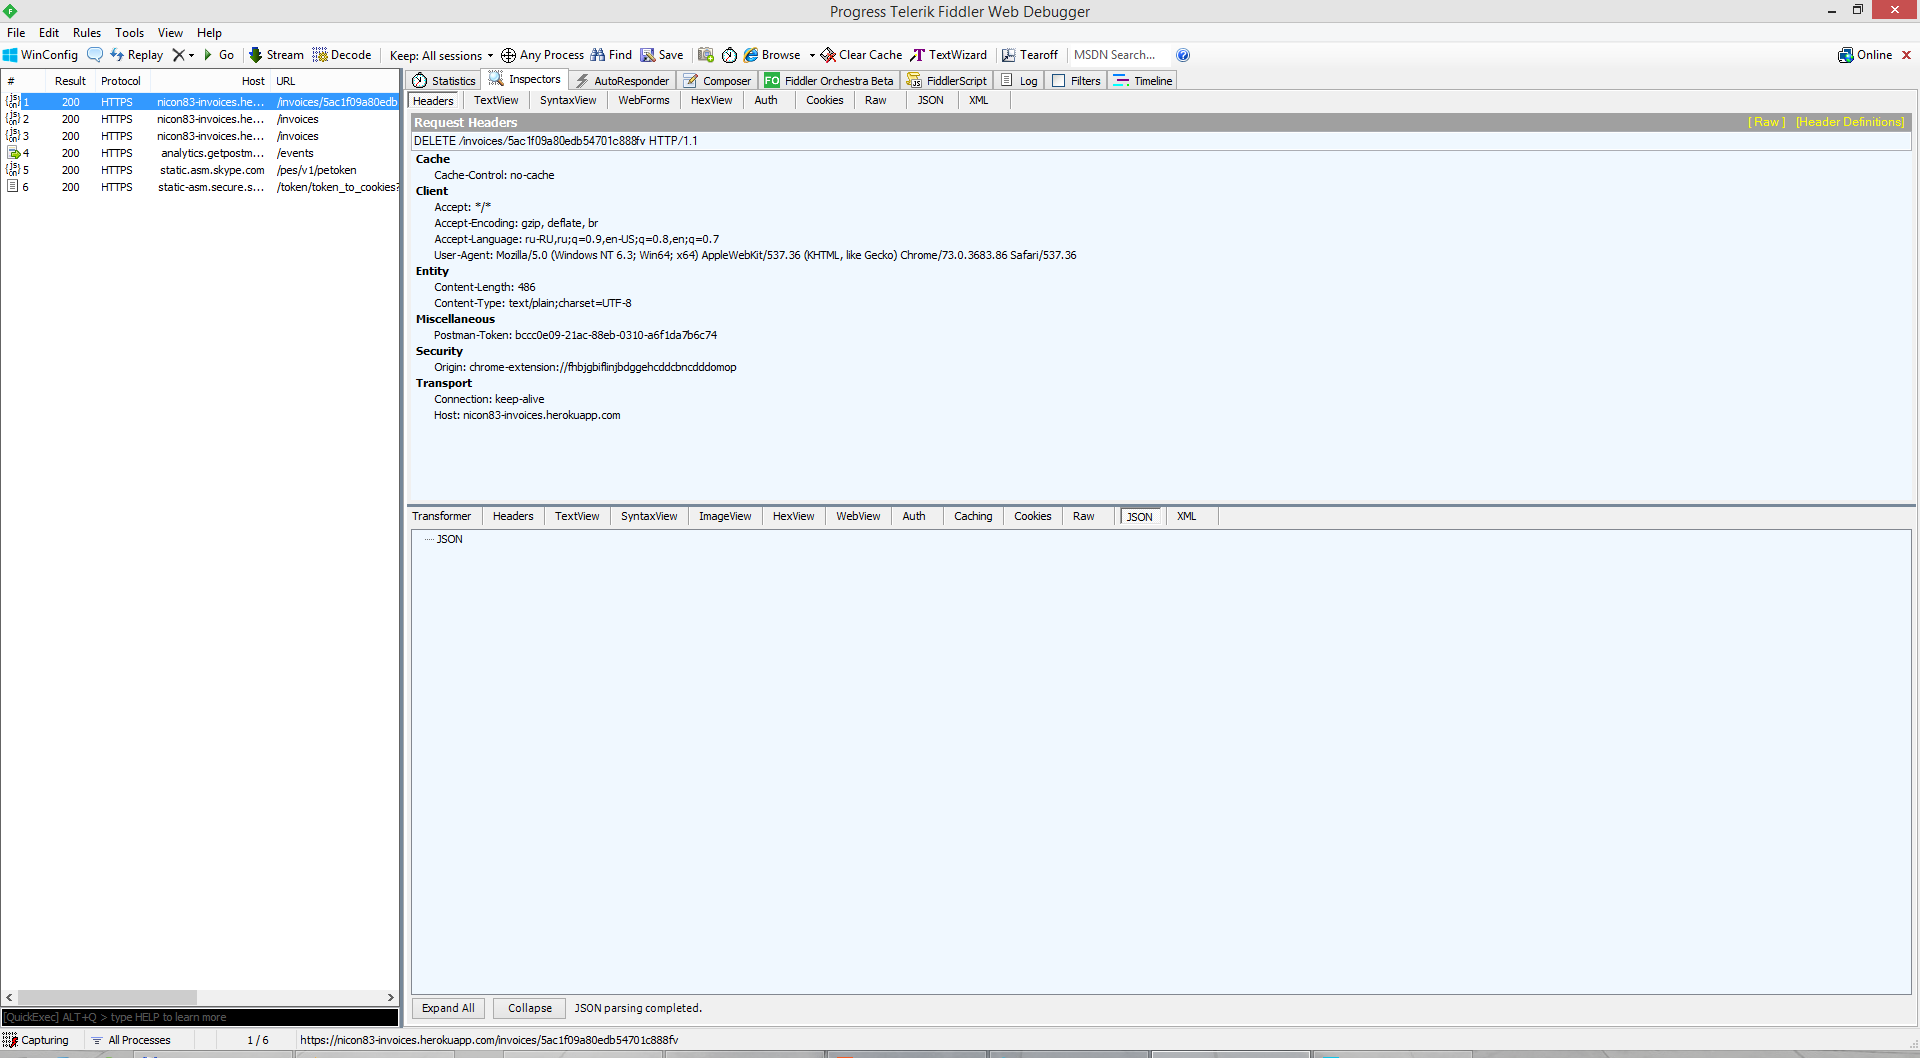 Progress Telerik Fiddler Web Debugger
File Edit Rules Tools View Help
WinConfig Replay Go Stream Decode Keep: All sessions Any Process Find Save Browse Clear Cache TextWizard Tearoff MSDN Search... Online
# Result Protocol Host URL
1 200 HTTPS nicon83-invoices.he... /invoices/5ac1f09a80edb
2 200 HTTPS nicon83-invoices.he... /invoices
3 200 HTTPS nicon83-invoices.he... /invoices
4 200 HTTPS analytics.getpostm... /events
5 200 HTTPS static.asm.skype.com /pes/v1/petoken
6 200 HTTPS static-asm.secure.s... /token/token_to_cookies?
[QuickExec] ALT+Q > type HELP to learn more
Statistics Inspectors AutoResponder Composer FO Fiddler Orchestra Beta FiddlerScript Log Filters Timeline
Headers TextView SyntaxView WebForms HexView Auth Cookies Raw JSON XML
Request Headers [ Raw ] [Header Definitions]
DELETE /invoices/5ac1f09a80edb54701c888fv HTTP/1.1
Cache
Cache-Control: no-cache
Client
Accept: */*
Accept-Encoding: gzip, deflate, br
Accept-Language: ru-RU,ru;q=0.9,en-US;q=0.8,en;q=0.7
User-Agent: Mozilla/5.0 (Windows NT 6.3; Win64; x64) AppleWebKit/537.36 (KHTML, like Gecko) Chrome/73.0.3683.86 Safari/537.36
Entity
Content-Length: 486
Content-Type: text/plain;charset=UTF-8
Miscellaneous
Postman-Token: bccc0e09-21ac-88eb-0310-a6f1da7b6c74
Security
Origin: chrome-extension://fhbjgbiflinjbdggehcddcbncdddomop
Transport
Connection: keep-alive
Host: nicon83-invoices.herokuapp.com
Transformer Headers TextView SyntaxView ImageView HexView WebView Auth Caching Cookies Raw JSON XML
JSON
Expand All Collapse JSON parsing completed.
Capturing All Processes 1 / 6 https://nicon83-invoices.herokuapp.com/invoices/5ac1f09a80edb54701c888fv